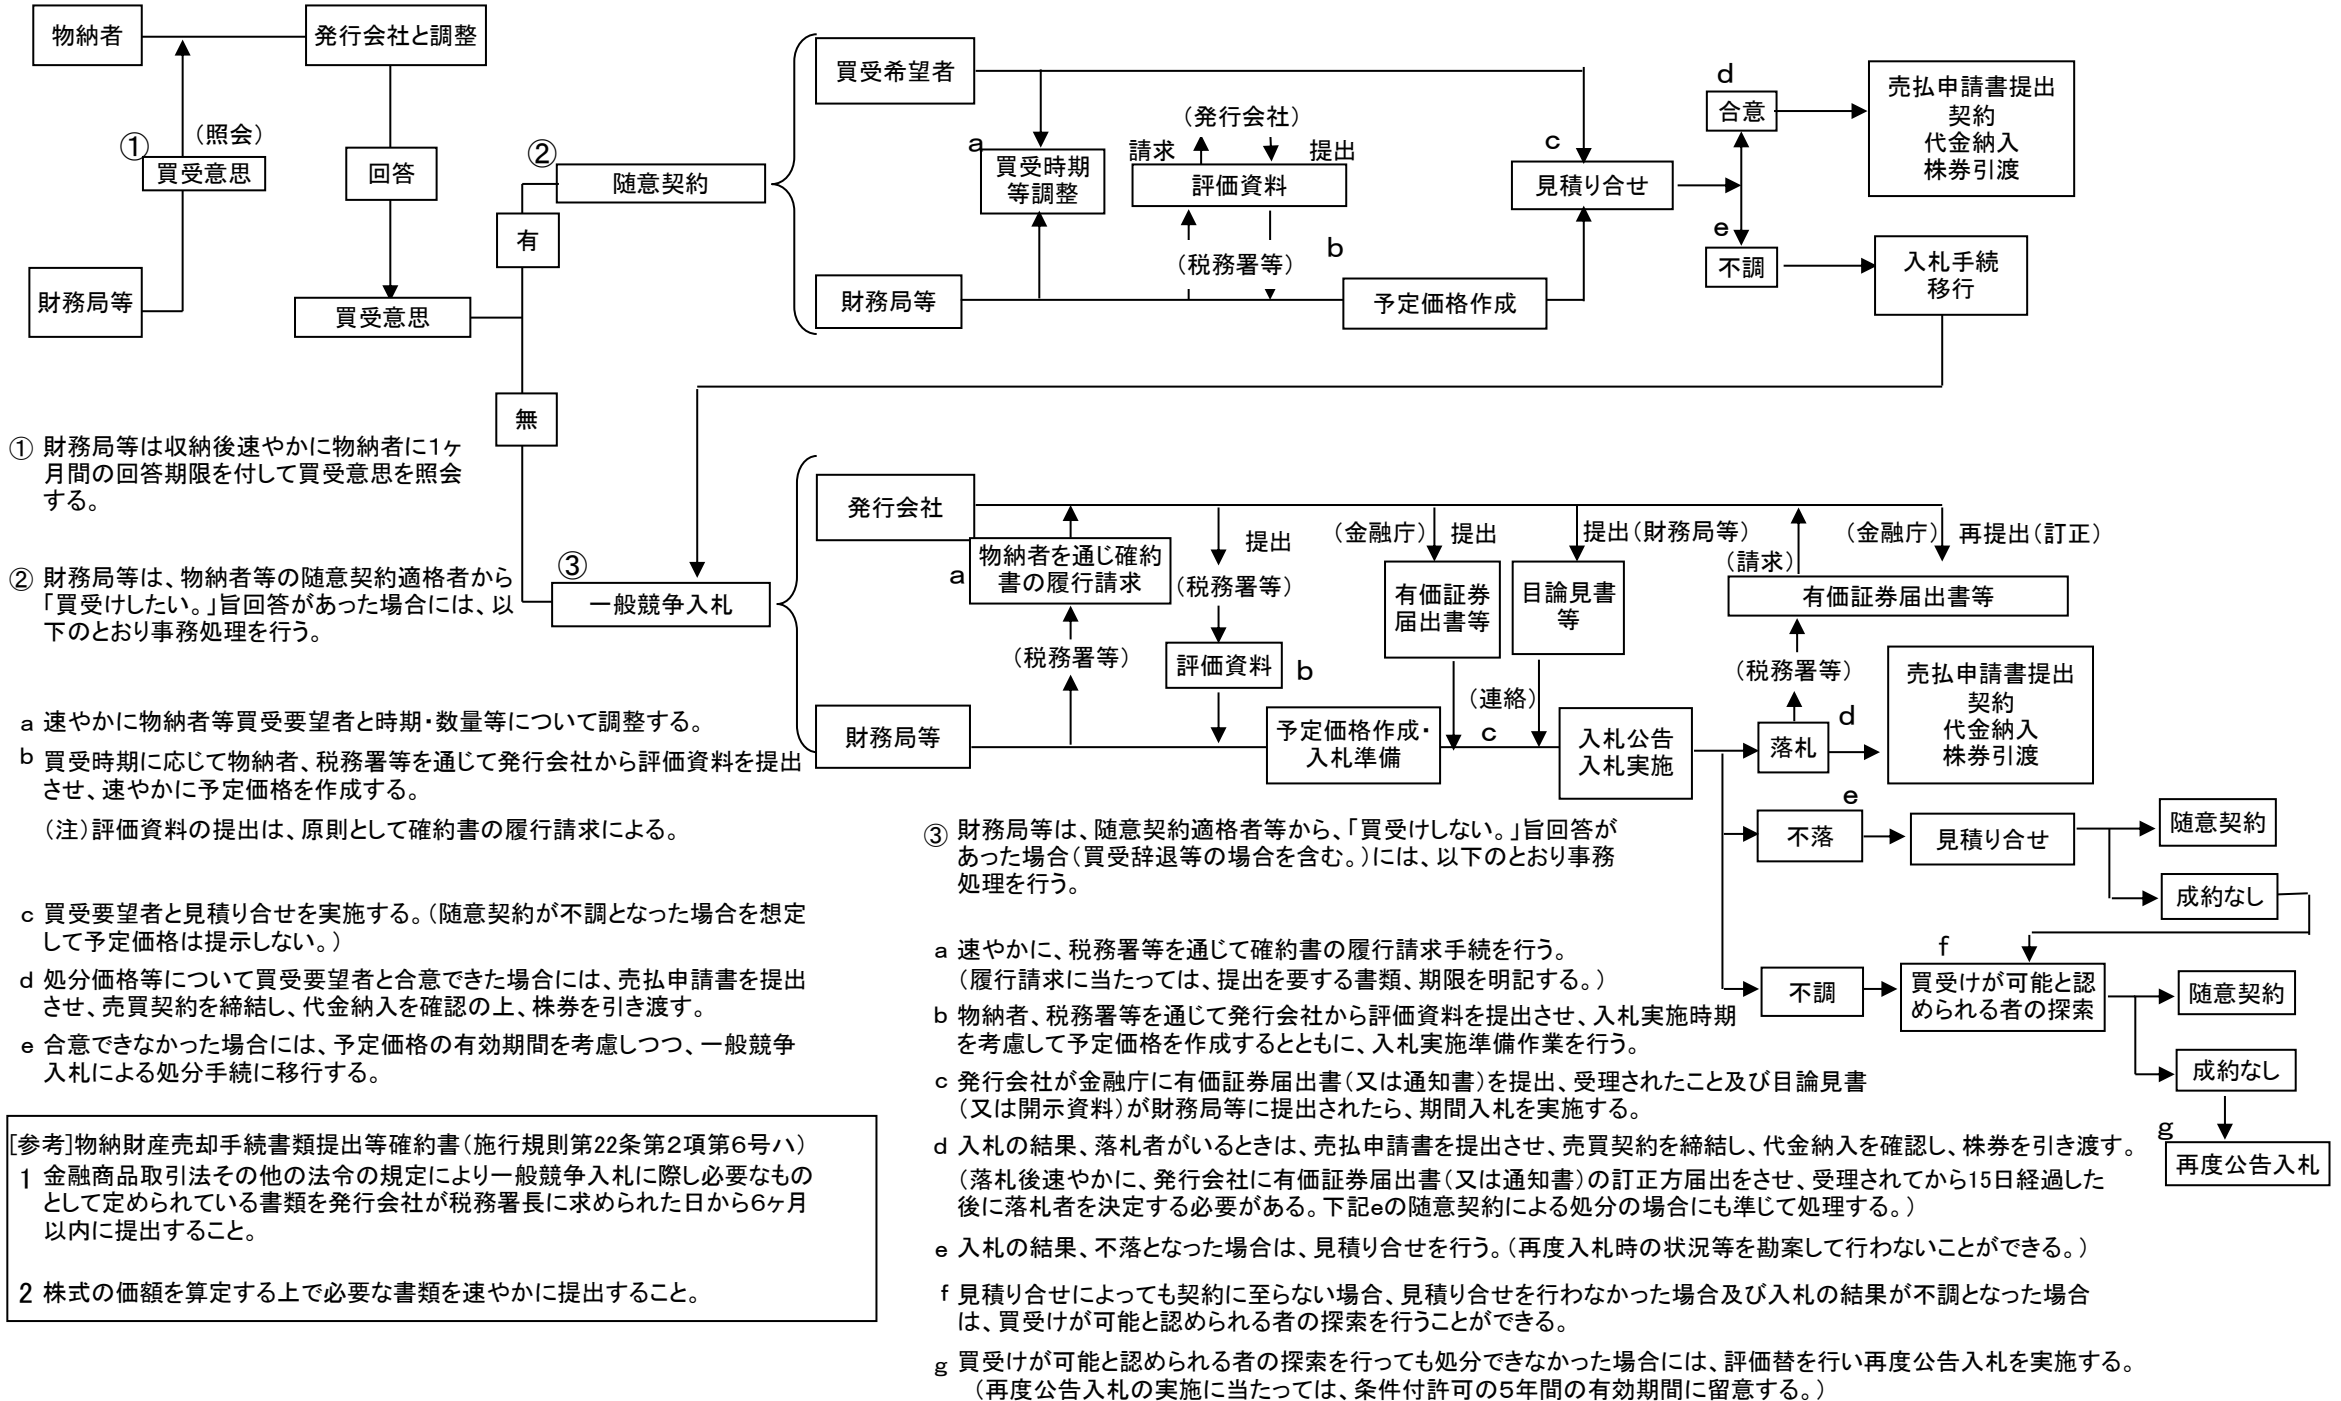 物納者
発行会社と調整
(照会)
①
買受意思
回答
財務局等
買受意思
有
無
②
随意契約
買受希望者
a
買受時期
等調整
(発行会社)
請求
提出
評価資料
(税務署等)
b
財務局等
予定価格作成
c
見積り合せ
d
合意
e
不調
売払申請書提出
契約
代金納入
株券引渡
入札手続
移行
① 財務局等は収納後速やかに物納者に1ヶ
月間の回答期限を付して買受意思を照会
する。
② 財務局等は、物納者等の随意契約適格者から
「買受けしたい。」旨回答があった場合には、以
下のとおり事務処理を行う。
a 速やかに物納者等買受要望者と時期・数量等について調整する。
b 買受時期に応じて物納者、税務署等を通じて発行会社から評価資料を提出
させ、速やかに予定価格を作成する。
(注)評価資料の提出は、原則として確約書の履行請求による。
c 買受要望者と見積り合せを実施する。(随意契約が不調となった場合を想定
して予定価格は提示しない。)
d 処分価格等について買受要望者と合意できた場合には、売払申請書を提出
させ、売買契約を締結し、代金納入を確認の上、株券を引き渡す。
e 合意できなかった場合には、予定価格の有効期間を考慮しつつ、一般競争
入札による処分手続に移行する。
[参考]物納財産売却手続書類提出等確約書(施行規則第22条第2項第6号ハ)
1 金融商品取引法その他の法令の規定により一般競争入札に際し必要なもの
として定められている書類を発行会社が税務署長に求められた日から6ヶ月
以内に提出すること。
2 株式の価額を算定する上で必要な書類を速やかに提出すること。
③
一般競争入札
発行会社
a
物納者を通じ確約
書の履行請求
(税務署等)
提出
(税務署等)
評価資料
b
財務局等
予定価格作成・
入札準備
(金融庁) 提出
有価証券
届出書等
提出(財務局等)
目論見書
等
(連絡)
c
入札公告
入札実施
(請求)
(金融庁) 再提出(訂正)
有価証券届出書等
(税務署等)
d
落札
売払申請書提出
契約
代金納入
株券引渡
e
不落
見積り合せ
随意契約
成約なし
f
不調
買受けが可能と認
められる者の探索
随意契約
成約なし
g
再度公告入札
③ 財務局等は、随意契約適格者等から、「買受けしない。」旨回答が
あった場合(買受辞退等の場合を含む。)には、以下のとおり事務
処理を行う。
a 速やかに、税務署等を通じて確約書の履行請求手続を行う。
(履行請求に当たっては、提出を要する書類、期限を明記する。)
b 物納者、税務署等を通じて発行会社から評価資料を提出させ、入札実施時期
を考慮して予定価格を作成するとともに、入札実施準備作業を行う。
c 発行会社が金融庁に有価証券届出書(又は通知書)を提出、受理されたこと及び目論見書
(又は開示資料)が財務局等に提出されたら、期間入札を実施する。
d 入札の結果、落札者がいるときは、売払申請書を提出させ、売買契約を締結し、代金納入を確認し、株券を引き渡す。
(落札後速やかに、発行会社に有価証券届出書(又は通知書)の訂正方届出をさせ、受理されてから15日経過した
後に落札者を決定する必要がある。下記eの随意契約による処分の場合にも準じて処理する。)
e 入札の結果、不落となった場合は、見積り合せを行う。(再度入札時の状況等を勘案して行わないことができる。)
f 見積り合せによっても契約に至らない場合、見積り合せを行わなかった場合及び入札の結果が不調となった場合
は、買受けが可能と認められる者の探索を行うことができる。
g 買受けが可能と認められる者の探索を行っても処分できなかった場合には、評価替を行い再度公告入札を実施する。
(再度公告入札の実施に当たっては、条件付許可の5年間の有効期間に留意する。)